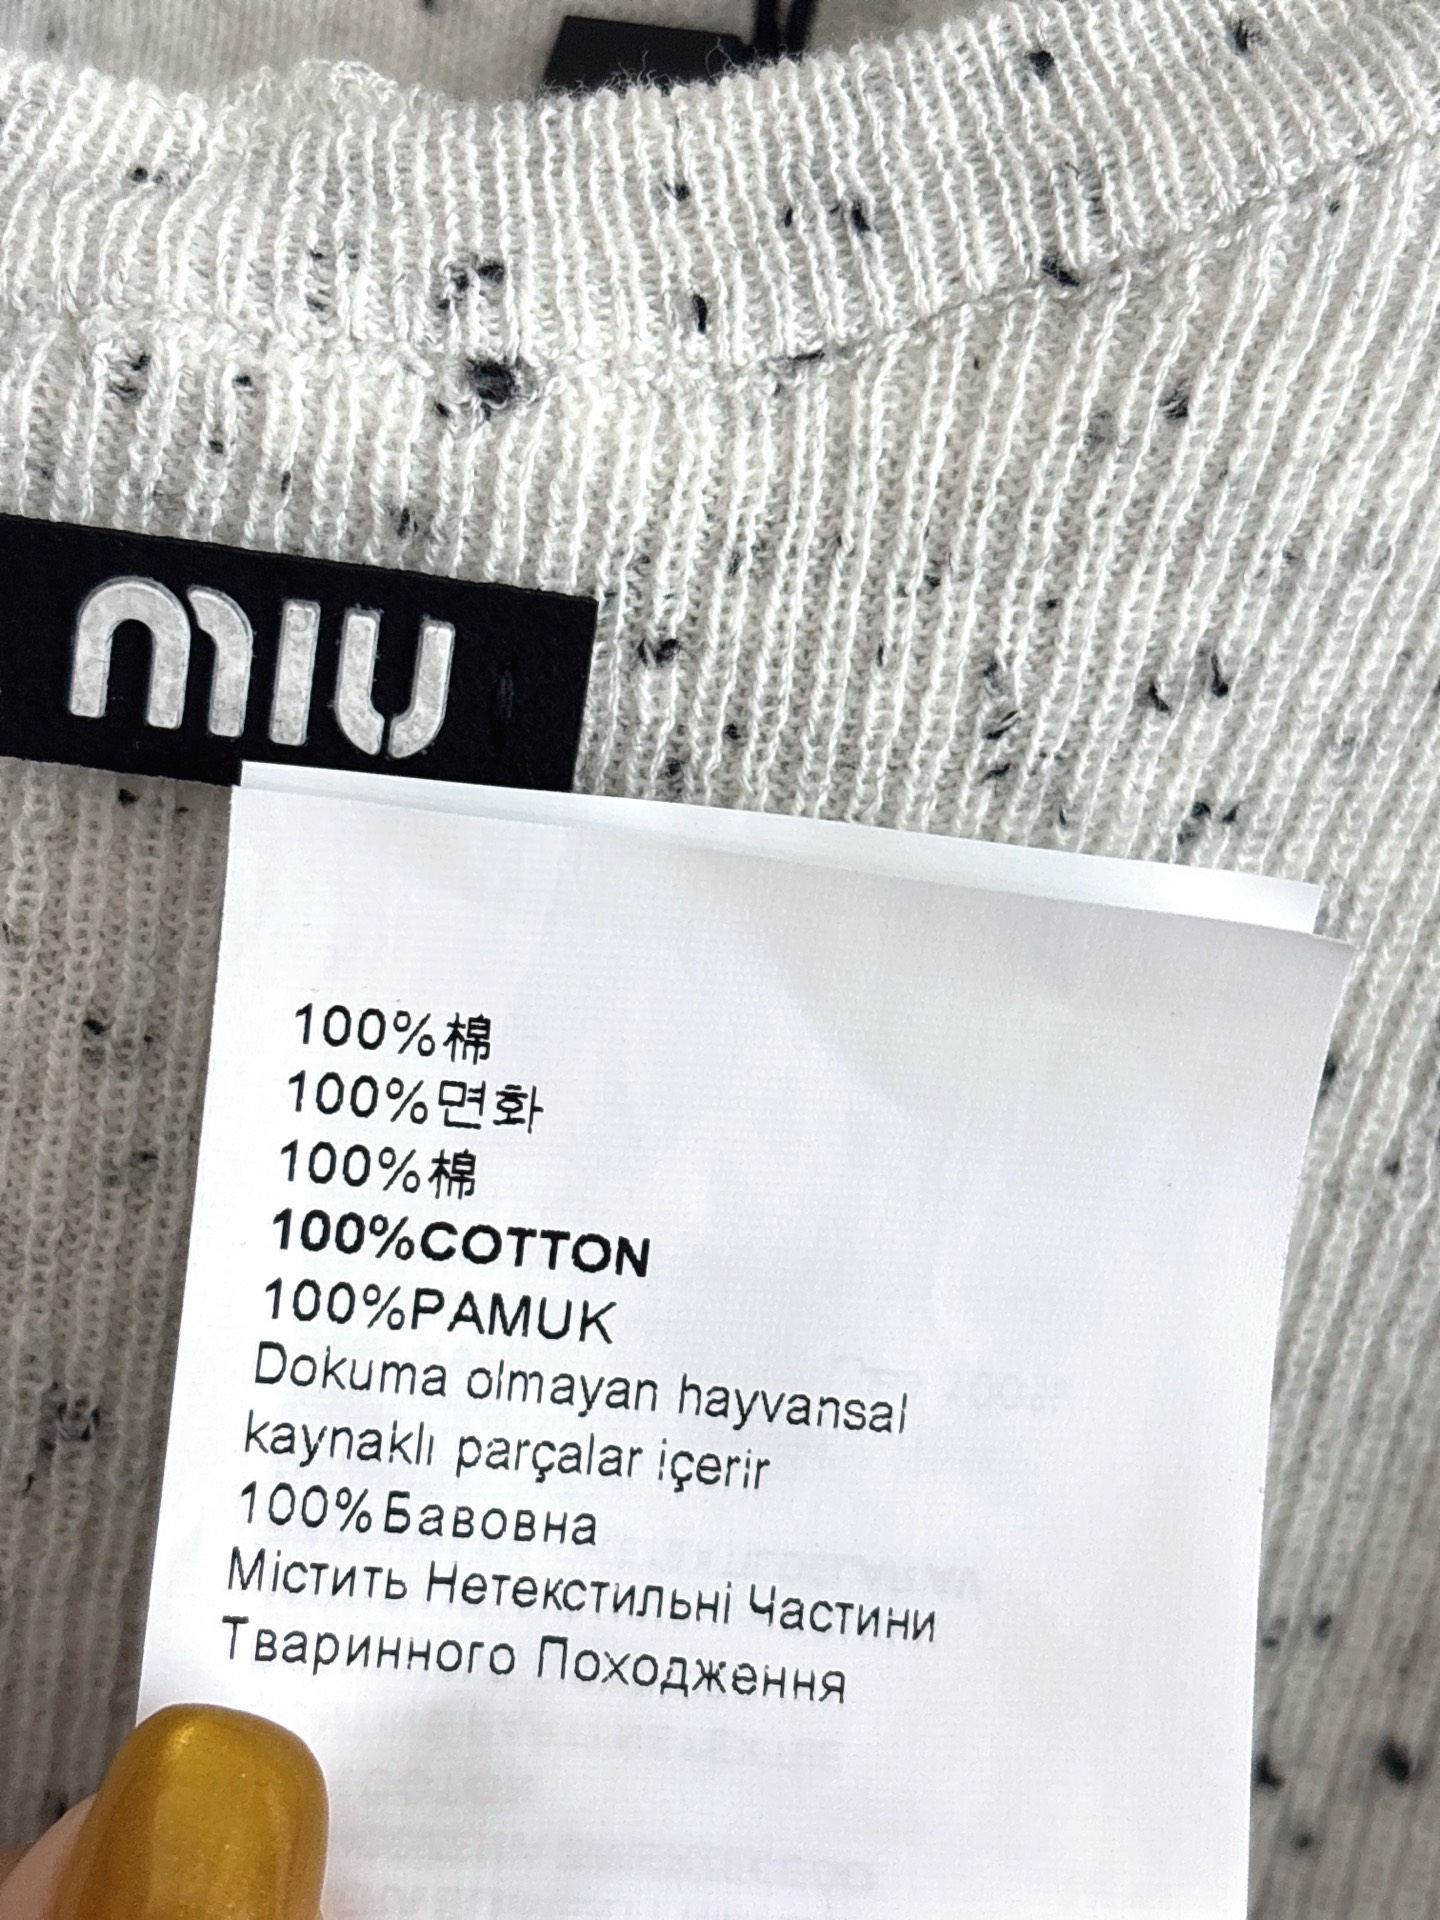 miu
100%棉
100%면화
100%棉
100%COTTON
100%PAMUK
Dokuma olmayan hayvansal
kaynaklı parçalar içerir
100%Бавовна
Містить Нетекстильні Частини
Тваринного Походження